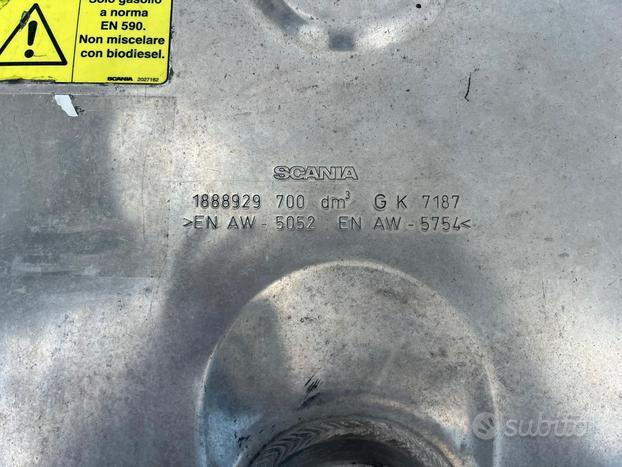 Solo gasolio
a norma
EN 590.
Non miscelare
con biodiesel.
SCANIA 2027162
SCANIA
1888929 700 dm³ G K 7187
>EN AW-5052 EN AW-5754<
subito